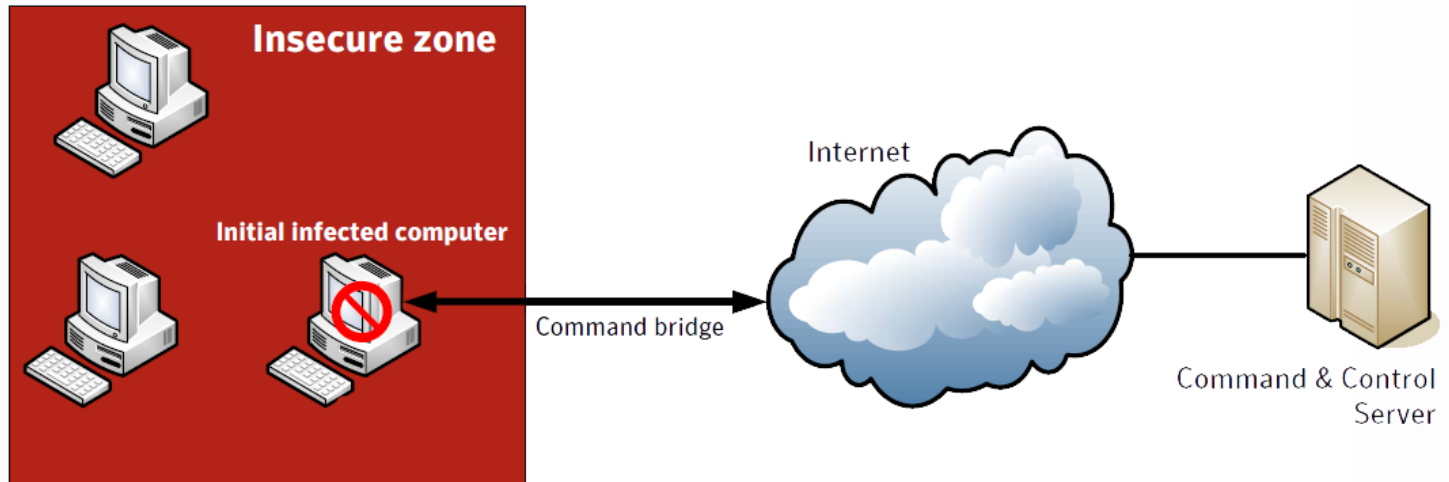 Insecure zone
Internet
Initial infected computer
Command bridge
Command & Control
Server